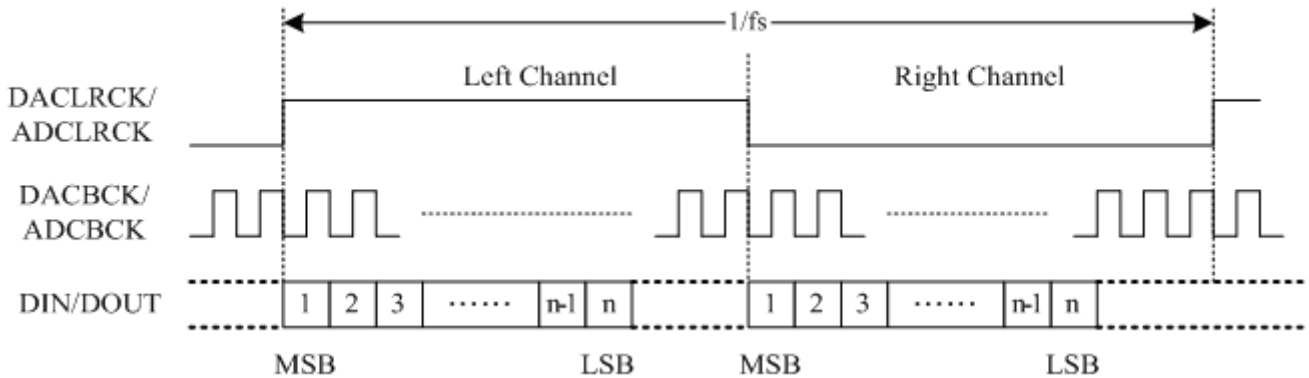 1/fs
Left Channel Right Channel
DACLRCK/
ADCLRCK
DACBCK/
ADCBCK
DIN/DOUT 1 2 3 ...... n-1 n 1 2 3 ...... n-1 n
MSB LSB MSB LSB